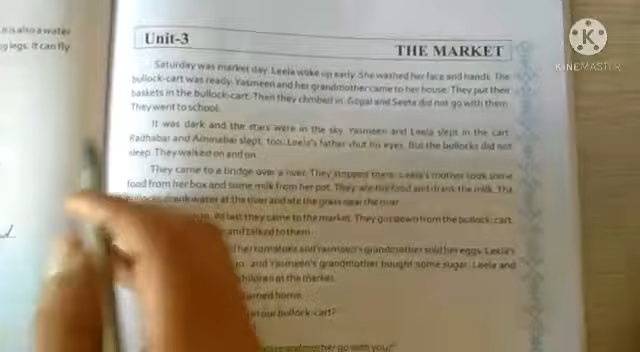 it is also a water
g legs. It can fly
KINEMASTER
Unit-3
THE MARKET
Saturday was market day. Leela woke up early. She washed her face and hands. The
bullock-cart was ready. Yasmeen and her grandmother came to her house. They put their
baskets in the bullock-cart. Then they climbed in. Gopal and Seeta did not go with them.
They went to school.
It was dark and the stars were in the sky. Yasmeen and Leela slept in the cart.
Radhabai and Aminabai slept, too. Leela's father shut his eyes. But the bullocks did not
sleep. They walked on and on.
They came to a bridge over a river. They stopped there. Leela's mother took some
food from her box and some milk from her pot. They ate the food and drank the milk. The
bullocks drank water at the river and ate the grass near the river.
At last they came to the market. They got down from the bullock-cart
and talked to them.
her tomatoes and Yasmeen's grandmother sold her eggs. Leela's
and Yasmeen's grandmother bought some sugar. Leela and
children at the market.
home.
in our bullock-cart?
grandmother go with you?"